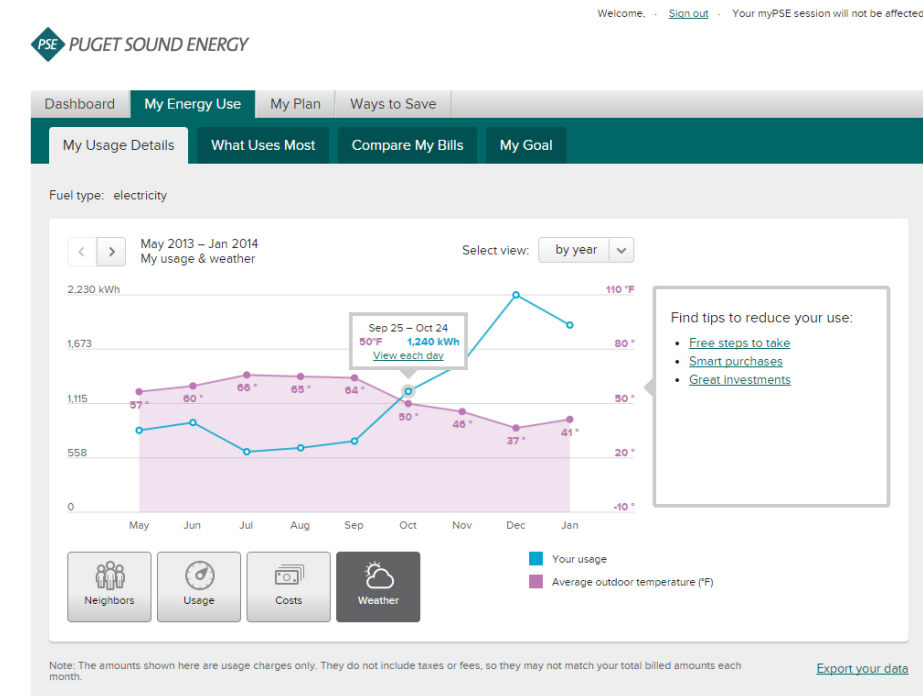 Welcome, · Sign out · Your myPSE session will not be affected
PSE PUGET SOUND ENERGY
Dashboard My Energy Use My Plan Ways to Save
My Usage Details What Uses Most Compare My Bills My Goal
Fuel type: electricity
May 2013 – Jan 2014
My usage & weather
Select view: by year
2,230 kWh 110 °F
1,673 80 °
1,115 50 °
558 20 °
0 -10 °
Sep 25 – Oct 24
50°F 1,240 kWh
View each day
57 ° 60 ° 66 ° 65 ° 64 ° 50 ° 46 ° 37 ° 41 °
May Jun Jul Aug Sep Oct Nov Dec Jan
Find tips to reduce your use:
• Free steps to take
• Smart purchases
• Great investments
Neighbors Usage Costs Weather
Your usage
Average outdoor temperature (°F)
Note: The amounts shown here are usage charges only. They do not include taxes or fees, so they may not match your total billed amounts each
month.
Export your data